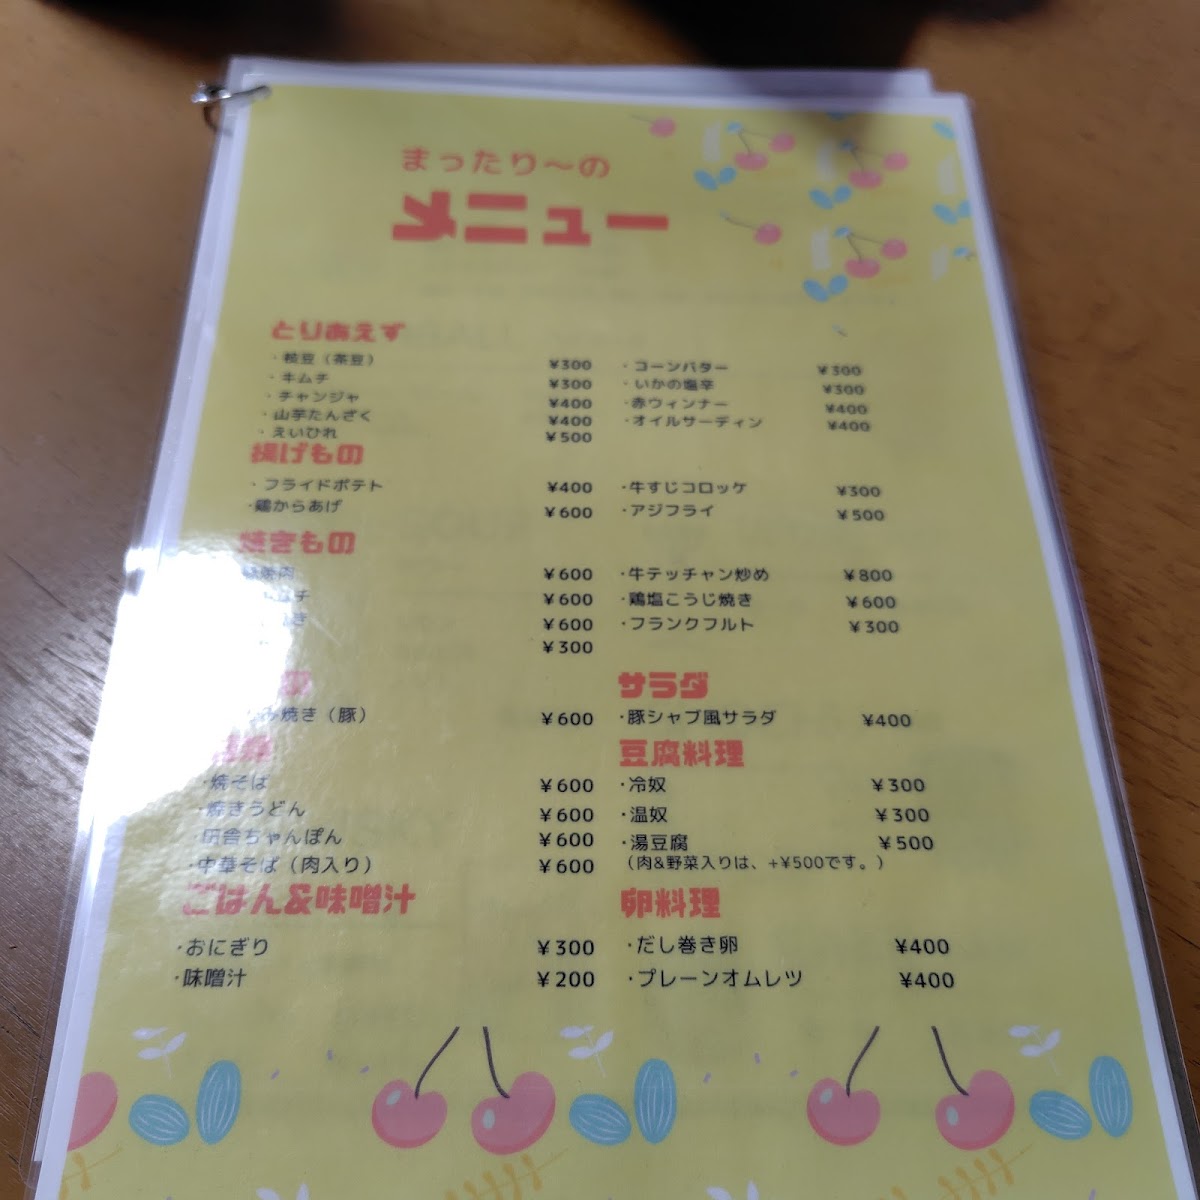 まったり〜の
メニュー
とりあえず
・枝豆（茶豆） ¥300
・キムチ ¥300
・チャンジャ ¥400
・山芋たんざく ¥400
・えいひれ ¥500
・コーンバター ¥300
・いかの塩辛 ¥300
・赤ウィンナー ¥400
・オイルサーディン ¥400
揚げもの
・フライドポテト ¥400
・鶏からあげ ¥600
・牛すじコロッケ ¥300
・アジフライ ¥500
焼きもの
¥600
¥600
¥600
¥300
・牛テッチャン炒め ¥800
・鶏塩こうじ焼き ¥600
・フランクフルト ¥300
焼き（豚） ¥600
サラダ
・豚シャブ風サラダ ¥400
・焼そば ¥600
・焼きうどん ¥600
・田舎ちゃんぽん ¥600
・中華そば（肉入り） ¥600
豆腐料理
・冷奴 ¥300
・温奴 ¥300
・湯豆腐 ¥500
（肉&野菜入りは、+¥500です。）
ごはん&味噌汁
・おにぎり ¥300
・味噌汁 ¥200
卵料理
・だし巻き卵 ¥400
・プレーンオムレツ ¥400